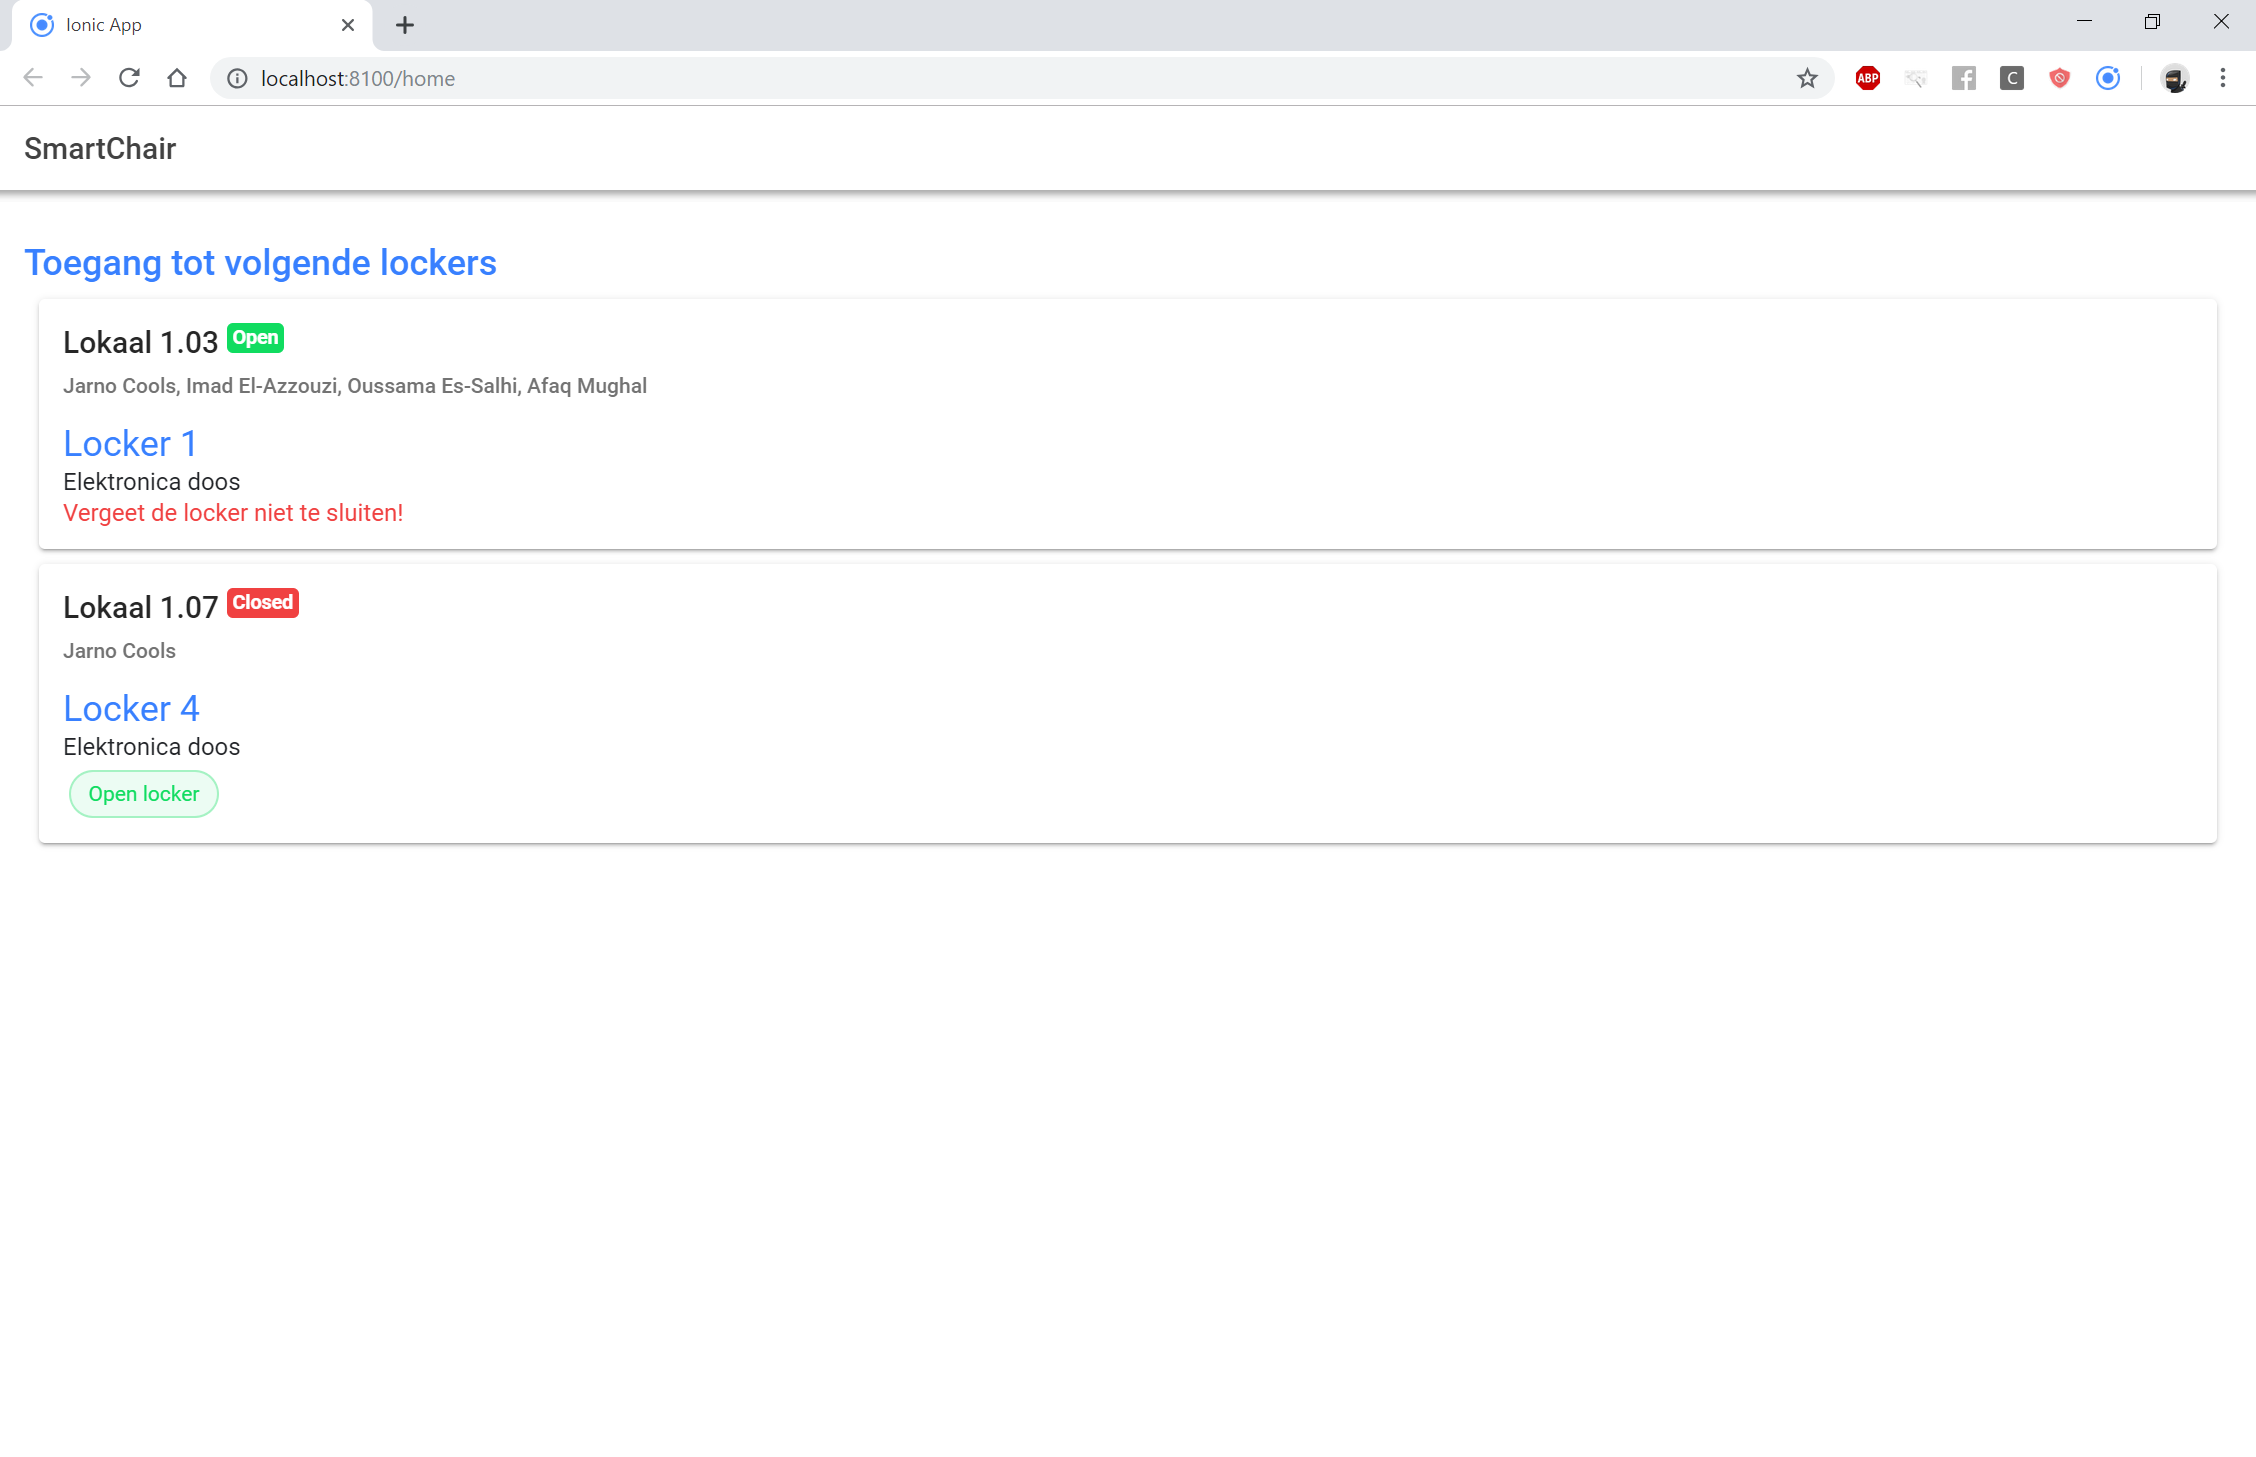 Ionic App
localhost:8100/home
ABP
C
SmartChair
Toegang tot volgende lockers
Lokaal 1.03 Open
Jarno Cools, Imad El-Azzouzi, Oussama Es-Salhi, Afaq Mughal
Locker 1
Elektronica doos
Vergeet de locker niet te sluiten!
Lokaal 1.07 Closed
Jarno Cools
Locker 4
Elektronica doos
Open locker